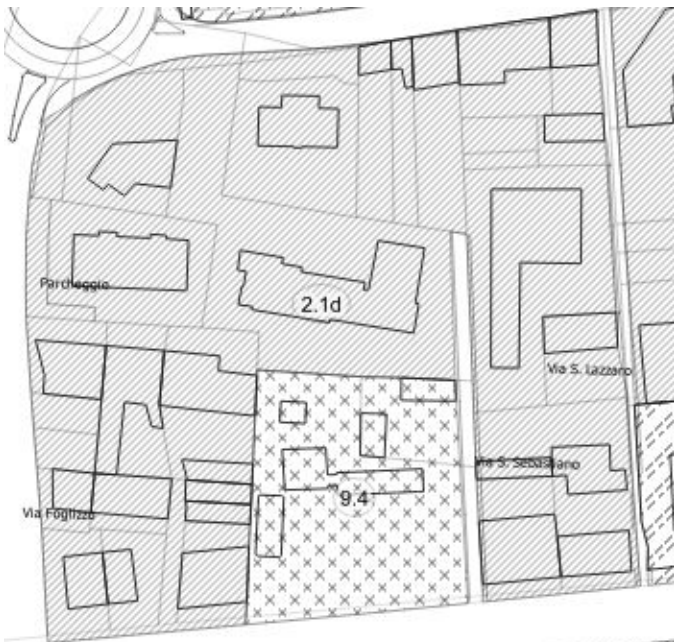 Parcheggio
2.1d
Via S. Lazzaro
Via S. Sebastiano
9.4
Via Foglizzo